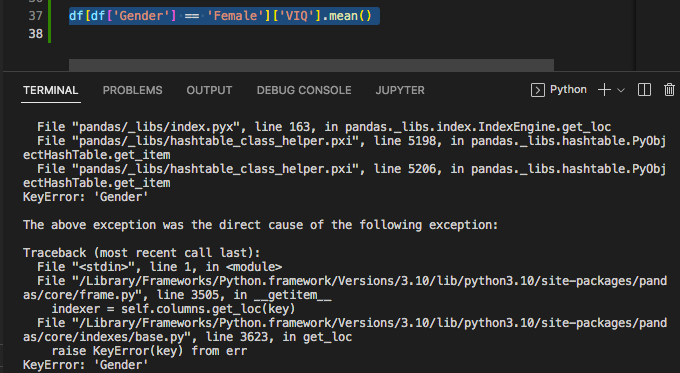 36
37 df[df['Gender'] == 'Female']['VIQ'].mean()
38
TERMINAL PROBLEMS OUTPUT DEBUG CONSOLE JUPYTER Python
File "pandas/_libs/index.pyx", line 163, in pandas._libs.index.IndexEngine.get_loc
File "pandas/_libs/hashtable_class_helper.pxi", line 5198, in pandas._libs.hashtable.PyObj
ectHashTable.get_item
File "pandas/_libs/hashtable_class_helper.pxi", line 5206, in pandas._libs.hashtable.PyObj
ectHashTable.get_item
KeyError: 'Gender'
The above exception was the direct cause of the following exception:
Traceback (most recent call last):
File "<stdin>", line 1, in <module>
File "/Library/Frameworks/Python.framework/Versions/3.10/lib/python3.10/site-packages/pand
as/core/frame.py", line 3505, in __getitem__
indexer = self.columns.get_loc(key)
File "/Library/Frameworks/Python.framework/Versions/3.10/lib/python3.10/site-packages/pand
as/core/indexes/base.py", line 3623, in get_loc
raise KeyError(key) from err
KeyError: 'Gender'